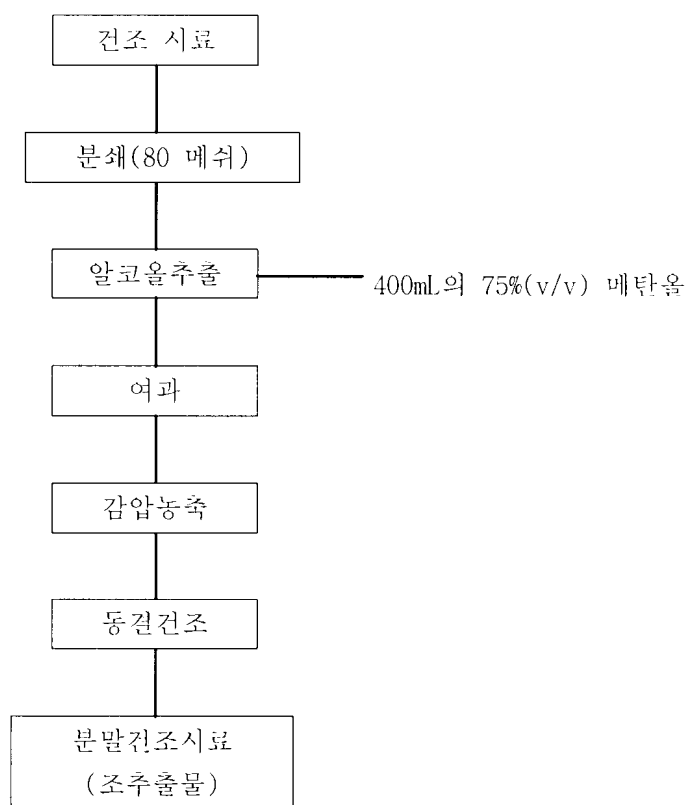 건조 시료
분쇄(80 메쉬)
알코올추출
400mL의 75%(v/v) 메탄올
여과
감압농축
동결건조
분말건조시료
(조추출물)